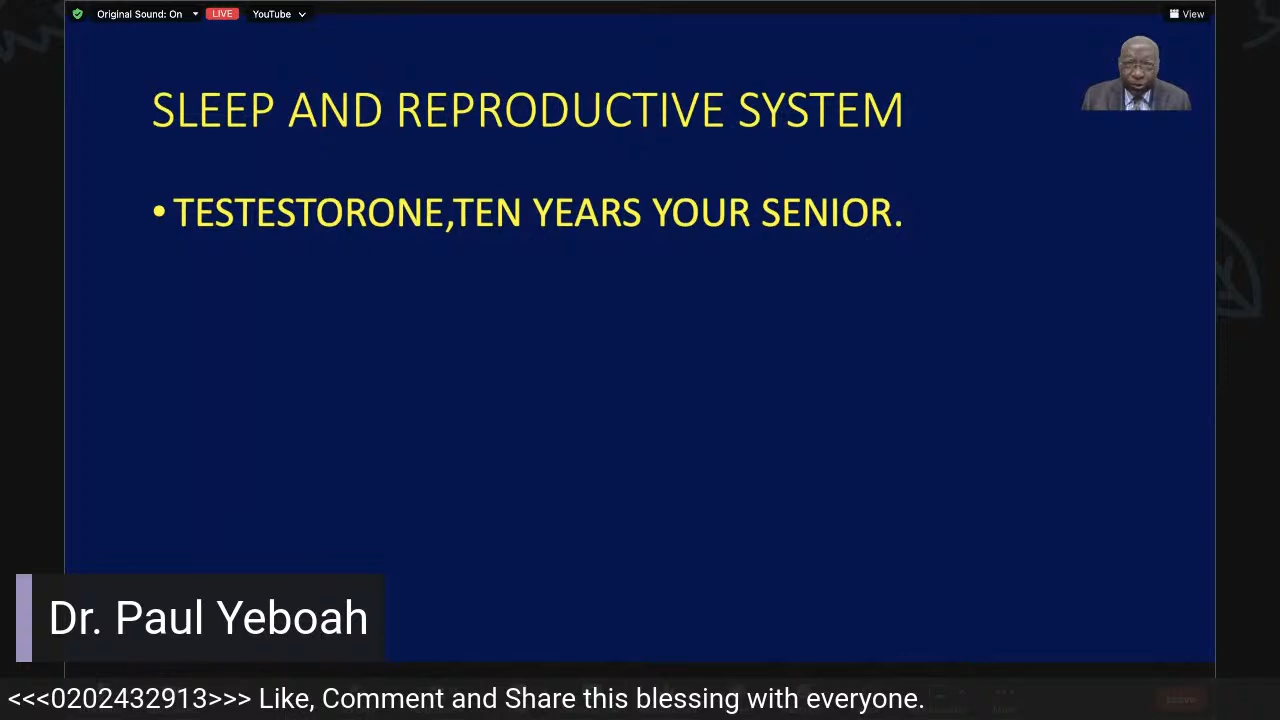 Original Sound: On
LIVE
YouTube
View
SLEEP AND REPRODUCTIVE SYSTEM
• TESTESTORONE,TEN YEARS YOUR SENIOR.
Dr. Paul Yeboah
<<<0202432913>>> Like, Comment and Share this blessing with everyone.